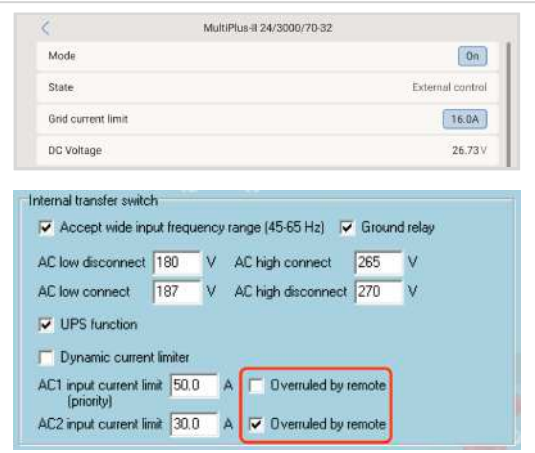 MultiPlus-II 24/3000/70-32
Mode On
State External control
Grid current limit 16.0A
DC Voltage 26.73 V
Internal transfer switch
Accept wide input frequency range (45-65 Hz) Ground relay
AC low disconnect 180 V AC high connect 265 V
AC low connect 187 V AC high disconnect 270 V
UPS function
Dynamic current limiter
AC1 input current limit 50.0 A Overruled by remote
(priority)
AC2 input current limit 30.0 A Overruled by remote